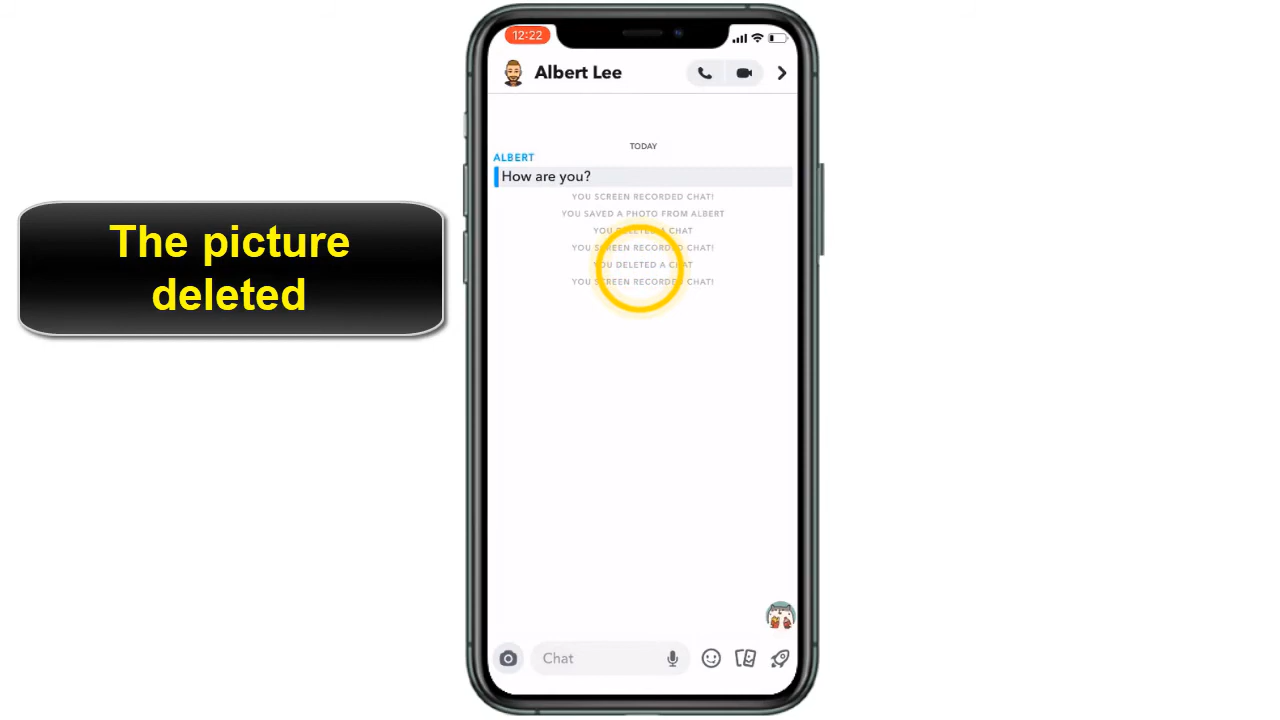 The picture
deleted
12:22
Albert Lee
TODAY
ALBERT
How are you?
YOU SCREEN RECORDED CHAT!
YOU SAVED A PHOTO FROM ALBERT
YOU DELETED A CHAT
YOU SCREEN RECORDED CHAT!
YOU DELETED A CHAT
YOU SCREEN RECORDED CHAT!
Chat